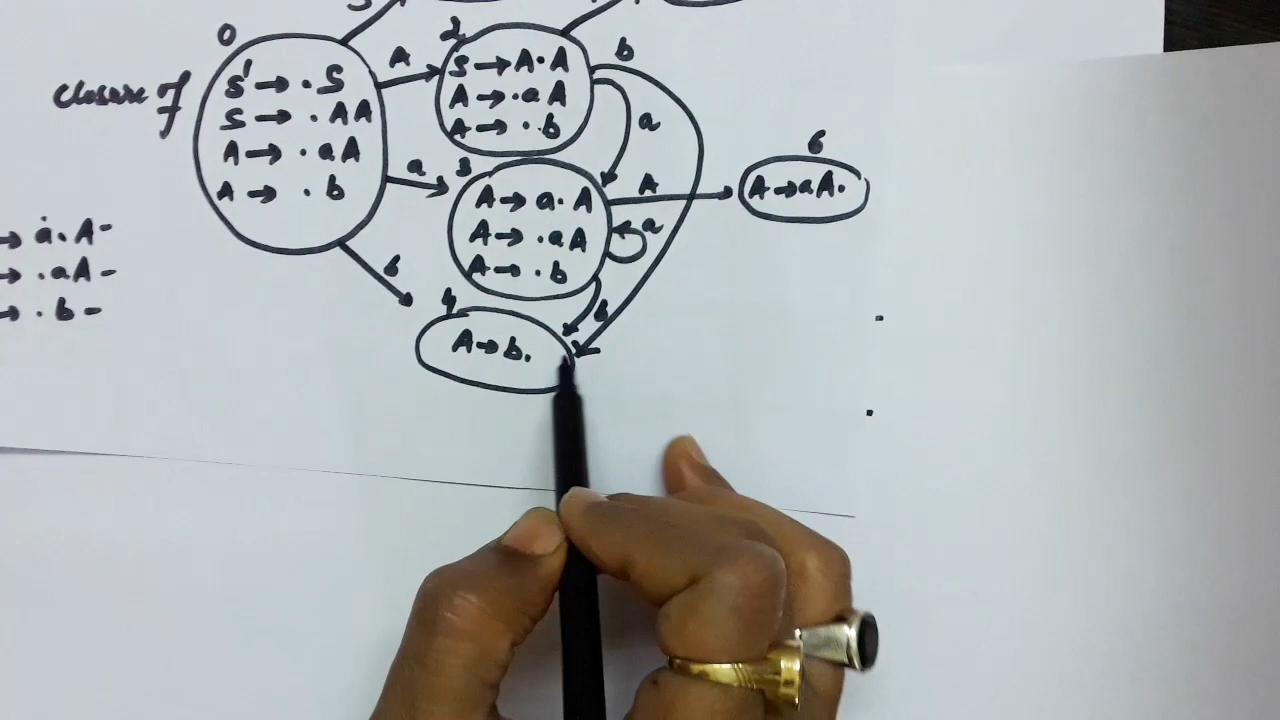 S
0
closure of
S' → . S
S → . AA
A → . aA
A → . b
A
2
S → A . A
A → . aA
A → . b
b
a
a
3
A → a . A
A → . aA
A → . b
A
a
6
A → aA .
→ a . A -
→ . aA -
→ . b -
b
4
b
A → b .